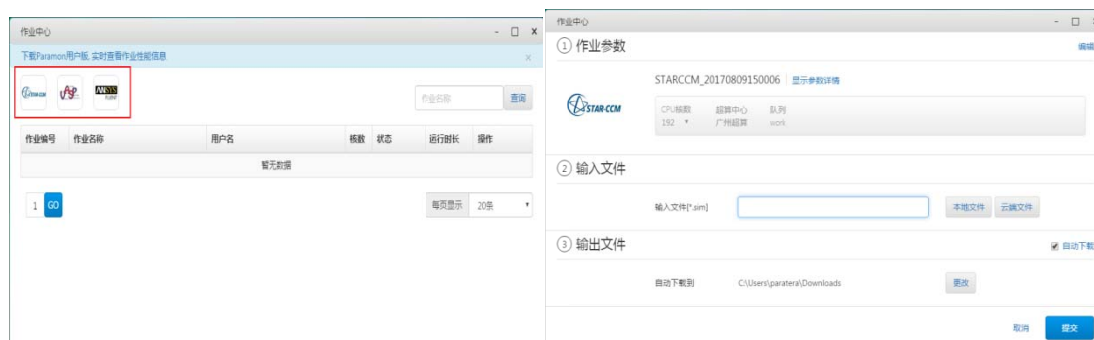 作业中心
下载Paramon用户版, 实时查看作业性能信息
STAR-CCM VASP ANSYS
作业名称 查询
作业编号 作业名称 用户名 核数 状态 运行时长 操作
暂无数据
1 GO 每页显示 20条
作业中心
① 作业参数 编辑
STARCCM_20170809150006 显示参数详情
STAR-CCM
CPU核数 超算中心 队列
192 广州超算 work
② 输入文件
输入文件[*.sim] 本地文件 云端文件
③ 输出文件 自动下载
自动下载到 C:\Users\paratera\Downloads 更改
取消 提交